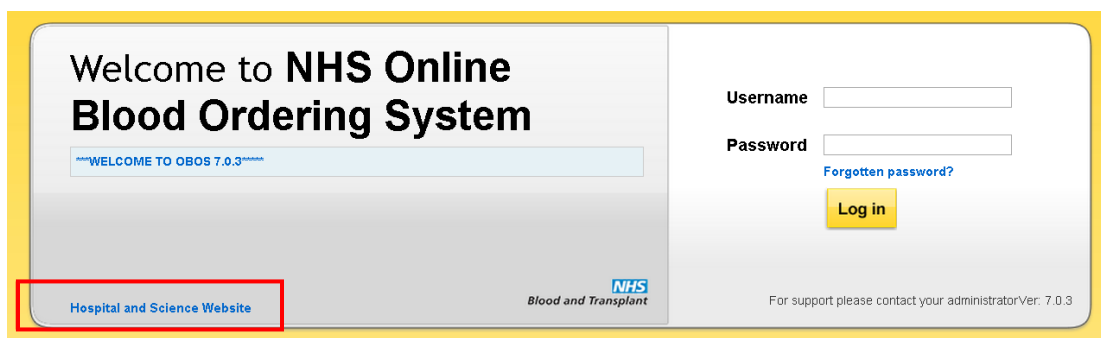 Welcome to NHS Online
Blood Ordering System
***WELCOME TO OBOS 7.0.3*****
Hospital and Science Website
NHS
Blood and Transplant
Username
Password
Forgotten password?
Log in
For support please contact your administratorVer: 7.0.3